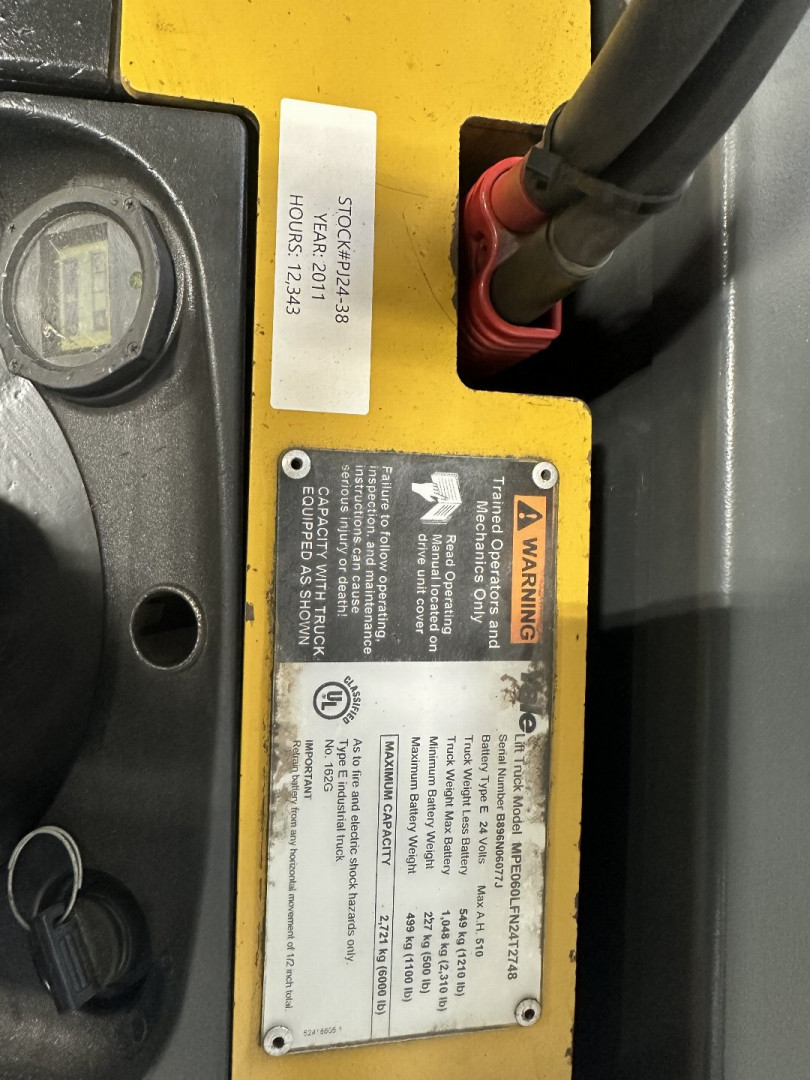 STOCK#PJ24-38
YEAR: 2011
HOURS: 12,343
WARNING
Trained Operators and
Mechanics Only
Read Operating
Manual located on
drive unit cover
Failure to follow operating,
inspection, and maintenance
instructions can cause
serious injury or death!
CAPACITY WITH TRUCK
EQUIPPED AS SHOWN
Yale
Lift Truck Model MPE060LFN24T2748
Serial Number B896N06077J
Battery Type E 24 Volts Max A.H. 510
Truck Weight Less Battery 549 kg (1210 lb)
Truck Weight Max Battery 1,048 kg (2,310 lb)
Minimum Battery Weight 227 kg (500 lb)
Maximum Battery Weight 499 kg (1100 lb)
MAXIMUM CAPACITY 2,721 kg (6000 lb)
CLASSIFIED
UL
As to fire and electric shock hazards only.
Type E industrial truck
No. 162G
IMPORTANT
Retrain battery from any horizontal movement of 1/2 inch total.